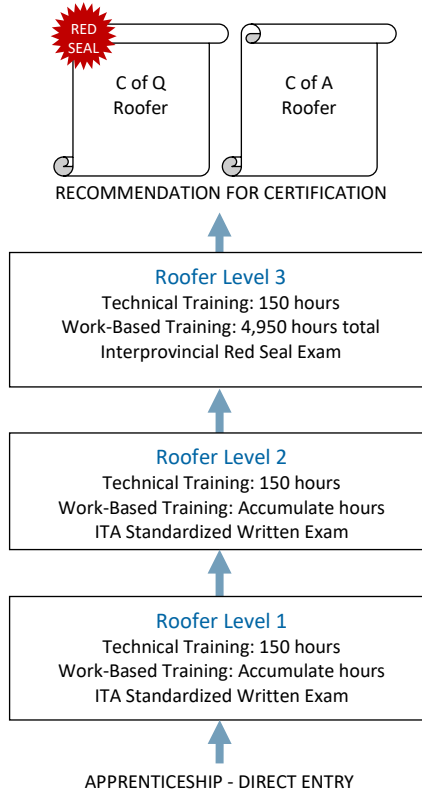 RED
SEAL
C of Q
Roofer
C of A
Roofer
RECOMMENDATION FOR CERTIFICATION
Roofer Level 3
Technical Training: 150 hours
Work-Based Training: 4,950 hours total
Interprovincial Red Seal Exam
Roofer Level 2
Technical Training: 150 hours
Work-Based Training: Accumulate hours
ITA Standardized Written Exam
Roofer Level 1
Technical Training: 150 hours
Work-Based Training: Accumulate hours
ITA Standardized Written Exam
APPRENTICESHIP - DIRECT ENTRY